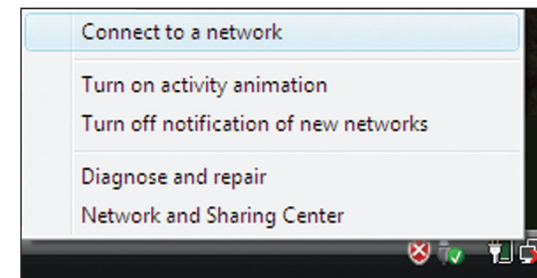 Connect to a network
Turn on activity animation
Turn off notification of new networks
Diagnose and repair
Network and Sharing Center